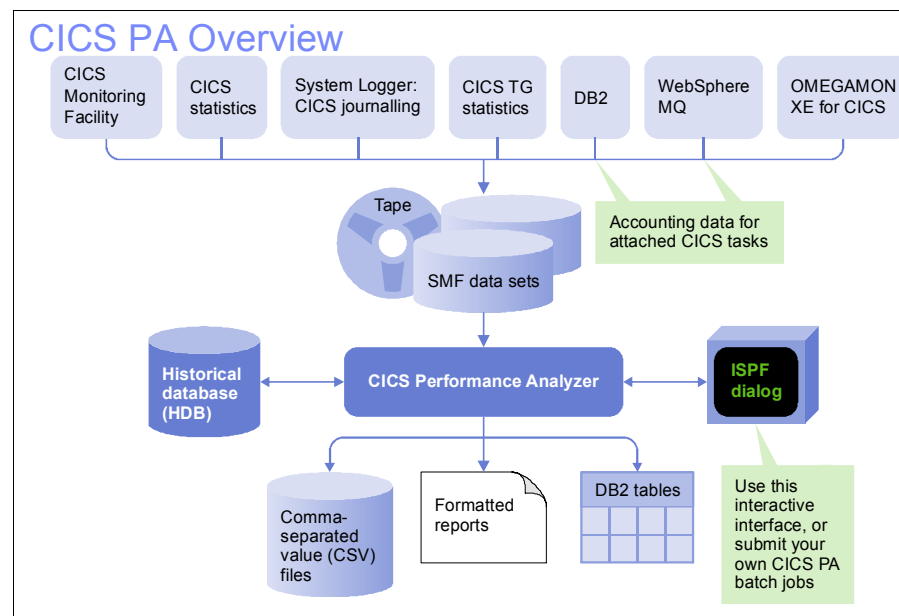 CICS PA Overview
CICS
Monitoring
Facility
CICS
statistics
System Logger:
CICS journalling
CICS TG
statistics
DB2
WebSphere
MQ
OMEGAMON
XE for CICS
Tape
Accounting data for
attached CICS tasks
SMF data sets
Historical
database
(HDB)
CICS Performance Analyzer
ISPF
dialog
Comma-
separated
value (CSV)
files
Formatted
reports
DB2 tables
Use this
interactive
interface, or
submit your
own CICS PA
batch jobs